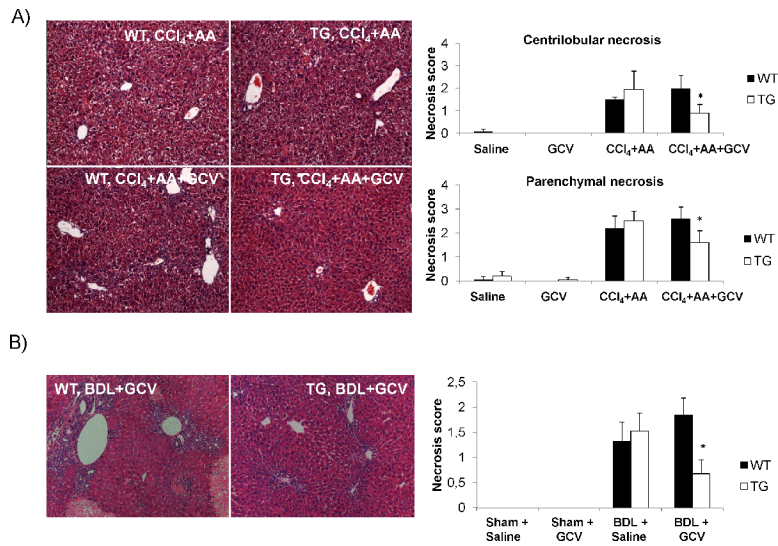 A)
WT, CCl₄+AA
TG, CCl₄+AA
WT, CCl₄+AA+GCV
TG, CCl₄+AA+GCV
Centrilobular necrosis
Necrosis score
4
3
2
1
0
*
WT
TG
Saline
GCV
CCl₄+AA
CCl₄+AA+GCV
Parenchymal necrosis
Necrosis score
4
3
2
1
0
*
WT
TG
Saline
GCV
CCl₄+AA
CCl₄+AA+GCV
B)
WT, BDL+GCV
TG, BDL+GCV
Necrosis score
2,5
2
1,5
1
0,5
0
*
WT
TG
Sham + Saline
Sham + GCV
BDL + Saline
BDL + GCV